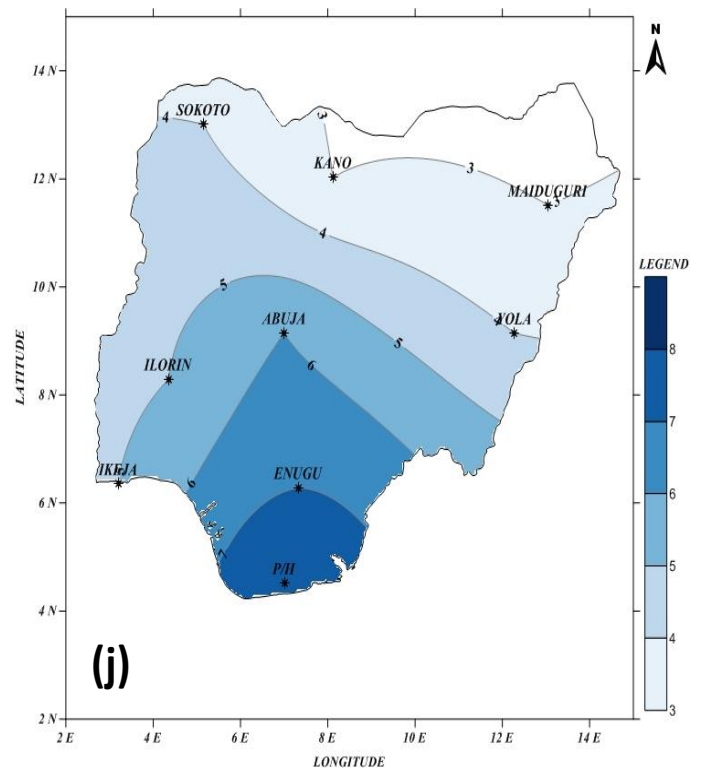 N
14 N
SOKOTO
4
3
KANO
3
12 N
MAIDUGURI
3
4
LEGEND
10 N
5
ABUJA
4
YOLA
5
8
ILORIN
6
8 N
7
LATITUDE
IKEJA
6
ENUGU
6
6 N
5
7
P/H
4 N
4
(j)
2 N
3
2 E
4 E
6 E
8 E
10 E
12 E
14 E
LONGITUDE